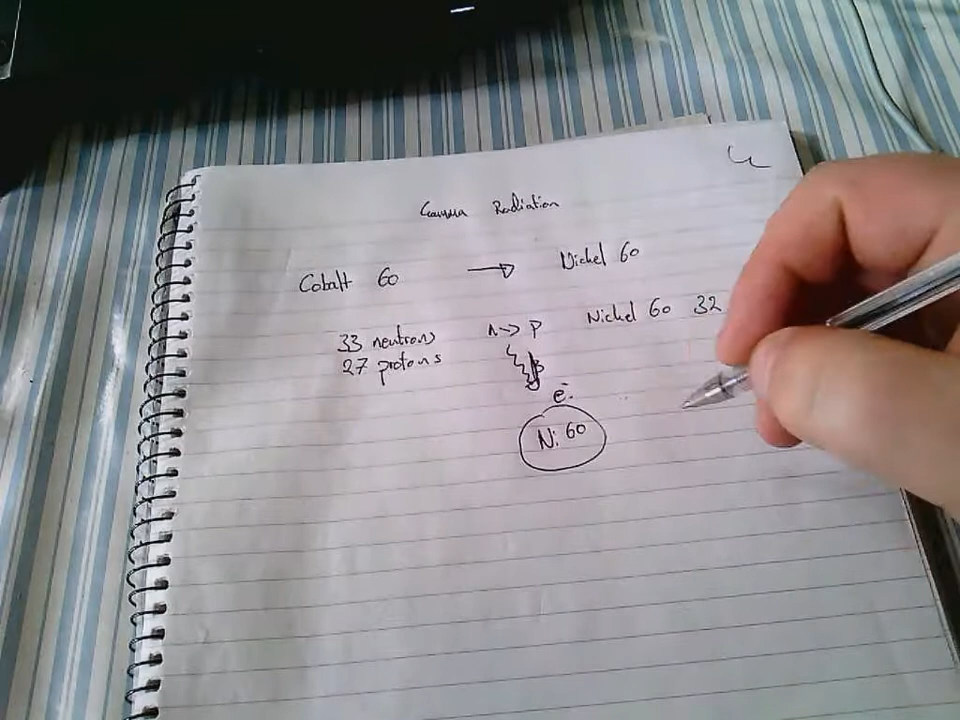 Gamma Radiation
Cobalt 60 → Nickel 60
33 neutrons n→p Nickel 60 32
27 protons
e-
Ni 60